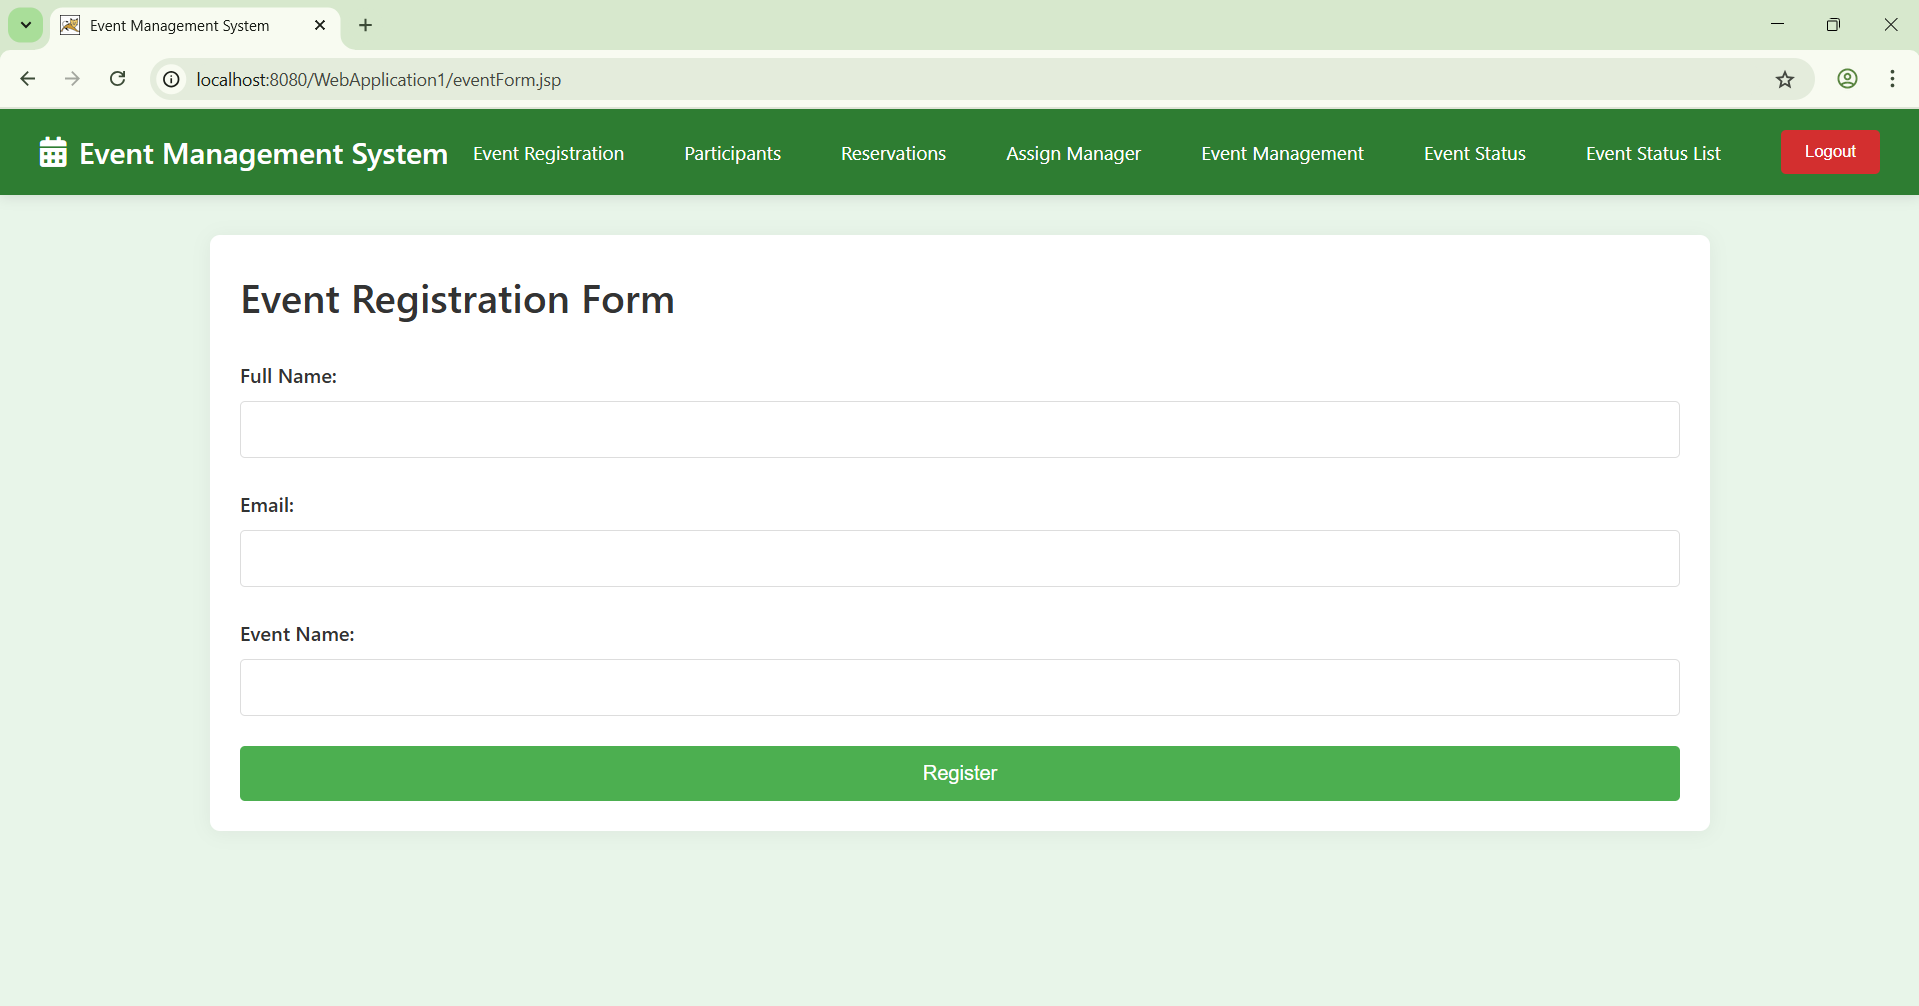 Event Management System
localhost:8080/WebApplication1/eventForm.jsp
Event Management System Event Registration Participants Reservations Assign Manager Event Management Event Status Event Status List Logout
Event Registration Form
Full Name:
Email:
Event Name:
Register